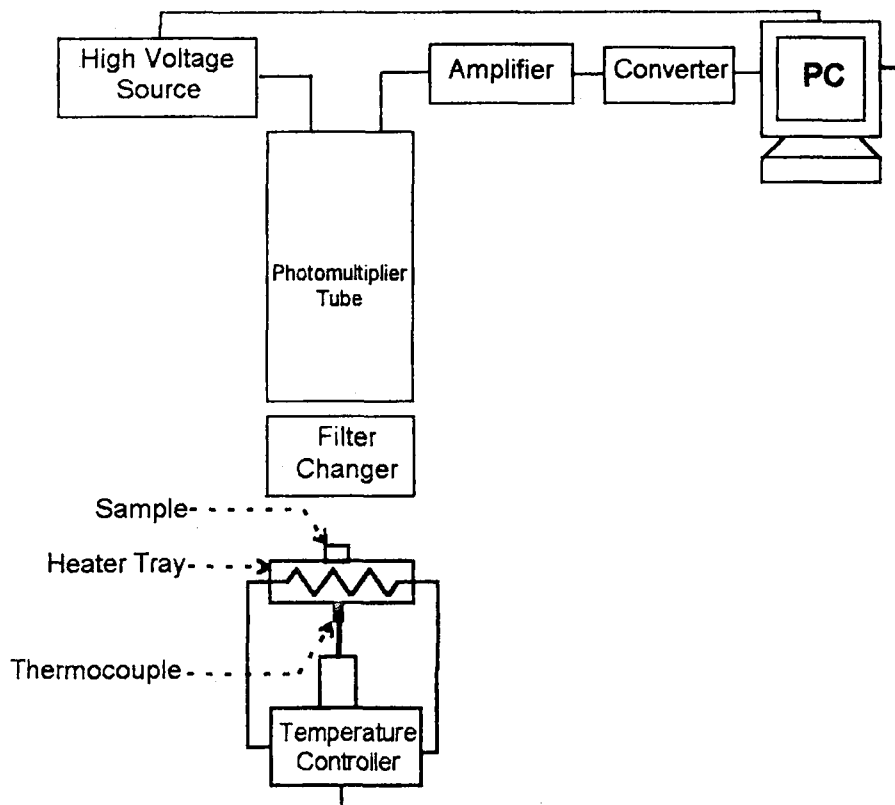 High Voltage
Source
Amplifier
Converter
PC
Photomultiplier
Tube
Filter
Changer
Sample
Heater Tray
Thermocouple
Temperature
Controller